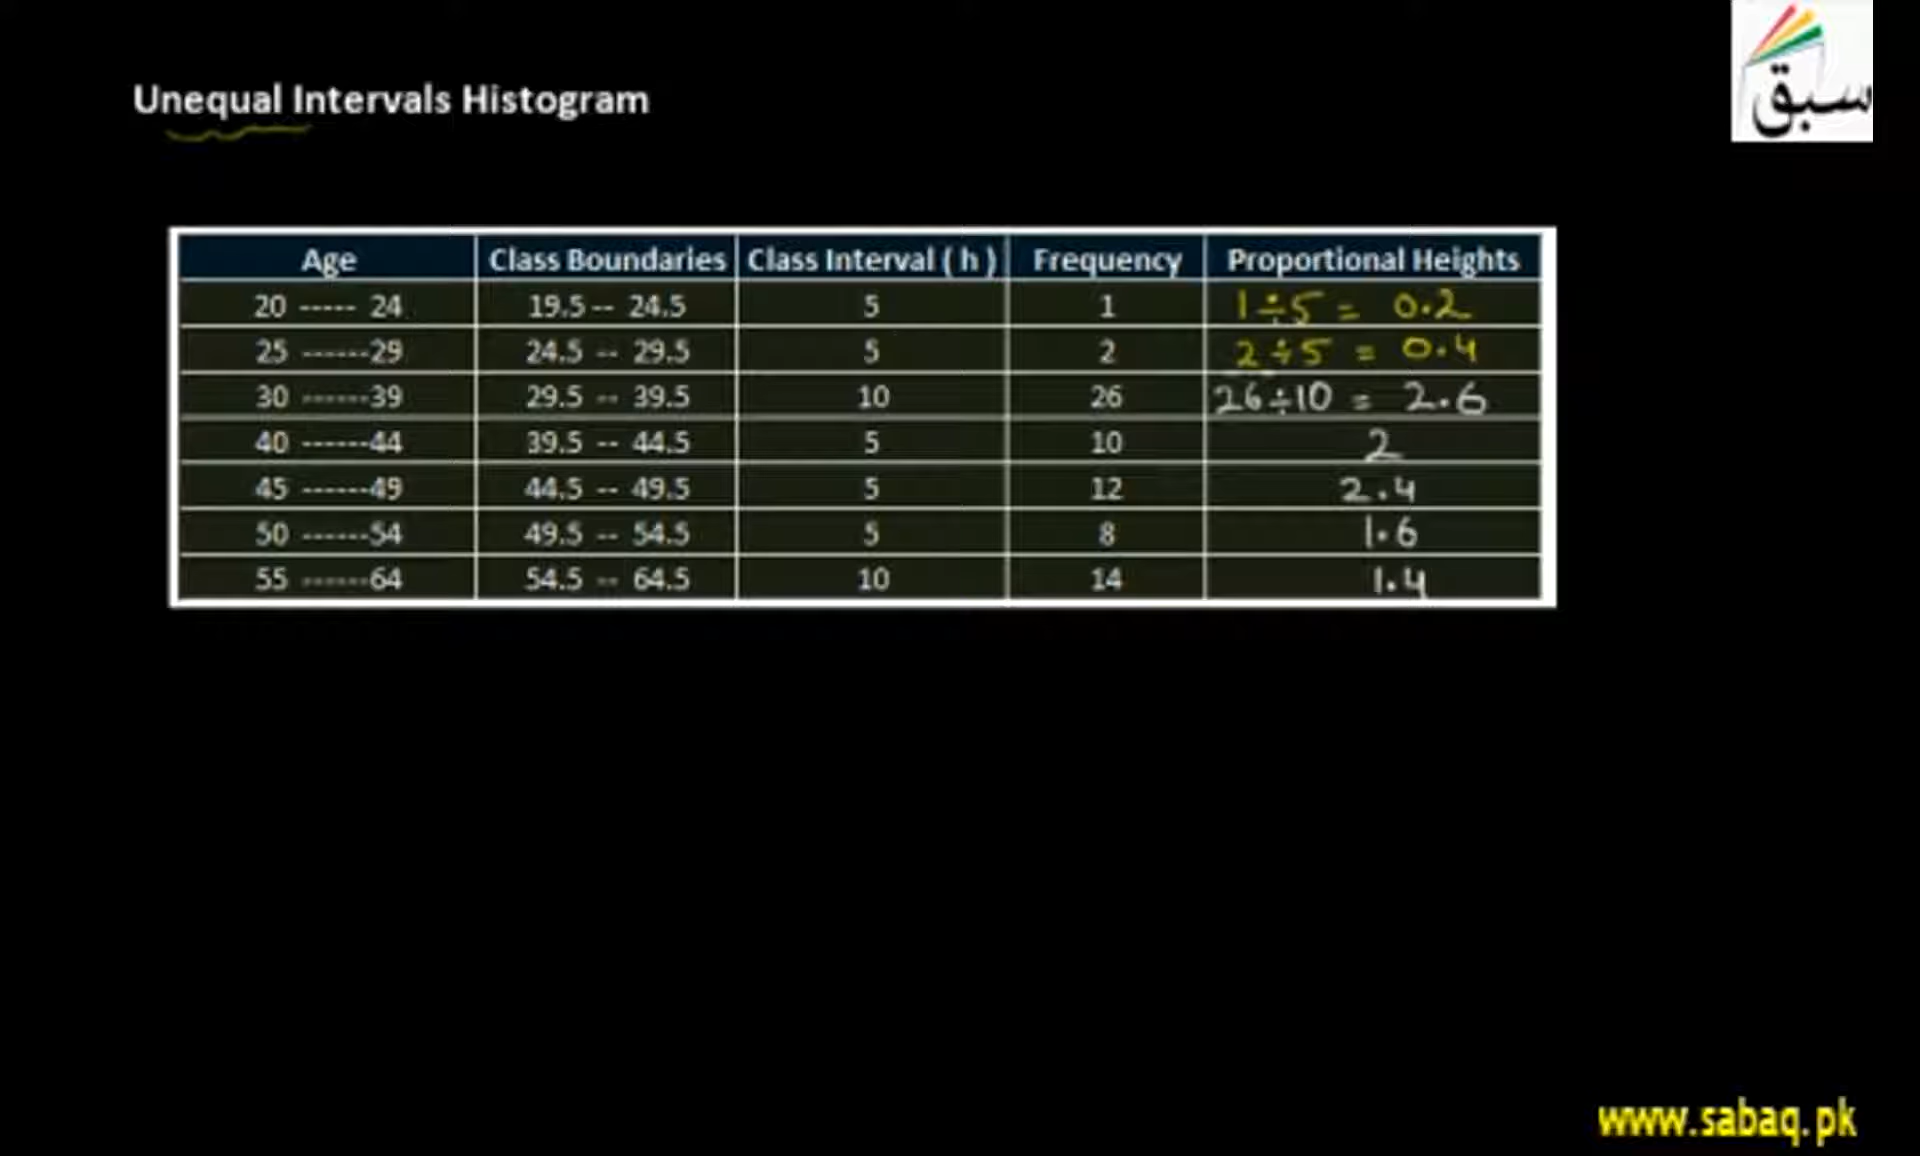 سبق
Unequal Intervals Histogram
Age Class Boundaries Class Interval ( h ) Frequency Proportional Heights
20 ----- 24 19.5 -- 24.5 5 1 1÷5 = 0.2
25 ------29 24.5 -- 29.5 5 2 2÷5 = 0.4
30 ------39 29.5 -- 39.5 10 26 26÷10 = 2.6
40 ------44 39.5 -- 44.5 5 10 2
45 ------49 44.5 -- 49.5 5 12 2.4
50 ------54 49.5 -- 54.5 5 8 1.6
55 ------64 54.5 -- 64.5 10 14 1.4
www.sabaq.pk